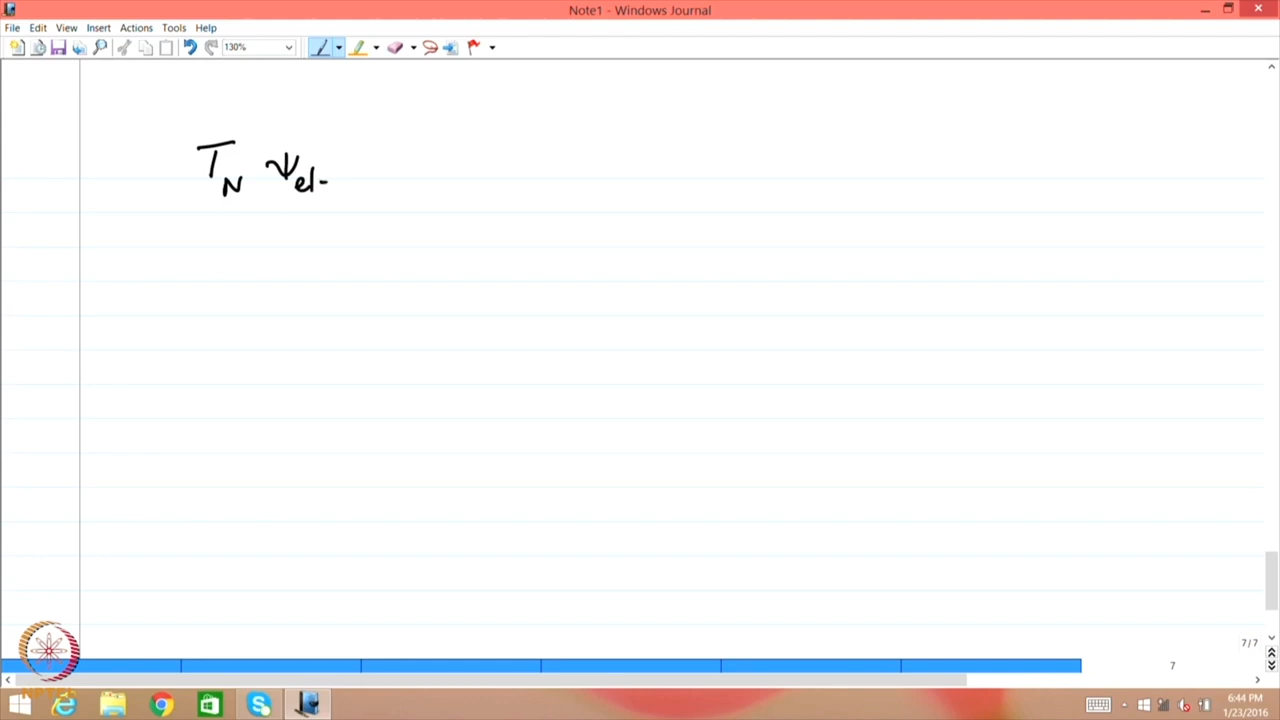 Note1 - Windows Journal
File Edit View Insert Actions Tools Help
130%
T_N ψ_el-
7/7
7
NPTEL
6:44 PM
1/23/2016